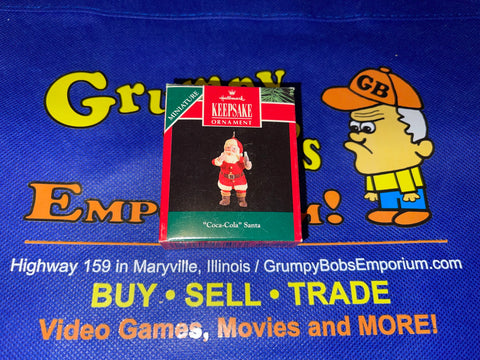 Grumpy
GB
MINIATURE
Hallmark
KEEPSAKE
ORNAMENT
"Coca-Cola" Santa
Highway 159 in Maryville, Illinois / GrumpyBobsEmporium.com
BUY • SELL • TRADE
Video Games, Movies and MORE!